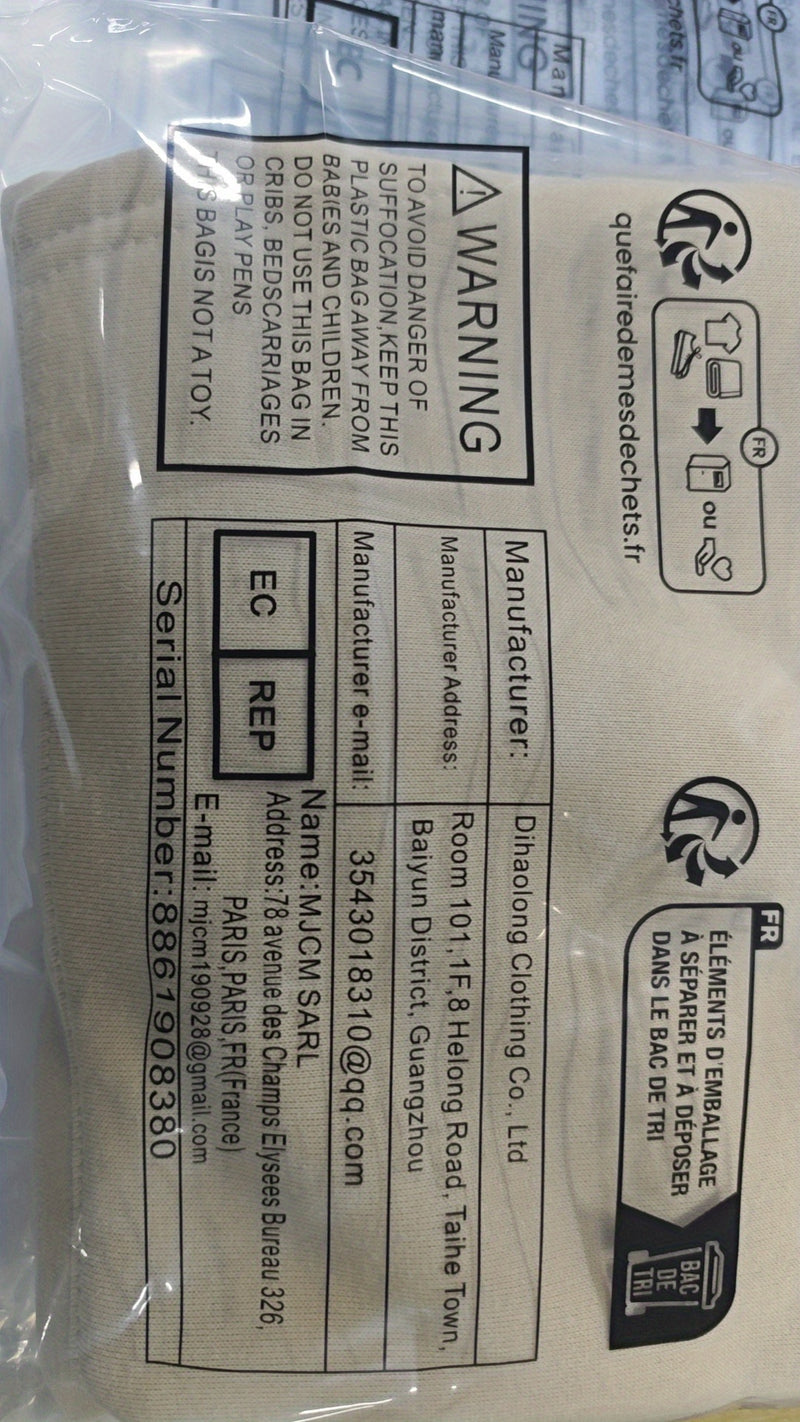 FR
ou
quefairedemesdechets.fr
FR
ÉLÉMENTS D'EMBALLAGE
À SÉPARER ET À DÉPOSER
DANS LE BAC DE TRI
BAC
DE
TRI
WARNING
TO AVOID DANGER OF
SUFFOCATION,KEEP THIS
PLASTIC BAG AWAY FROM
BABIES AND CHILDREN.
DO NOT USE THIS BAG IN
CRIBS, BEDSCARRIAGES
OR PLAY PENS
THIS BAGIS NOT A TOY.
Manufacturer: Dihaolong Clothing Co., Ltd
Manufacturer Address: Room 101,1F,8 Helong Road, Taihe Town,
Baiyun District, Guangzhou
Manufacturer e-mail: 3543018310@qq.com
EC REP
Name:MJCM SARL
Address:78 avenue des Champs Elysees Bureau 326,
PARIS,PARIS,FR(France)
E-mail: mjcm190928@gmail.com
Serial Number:8861908380